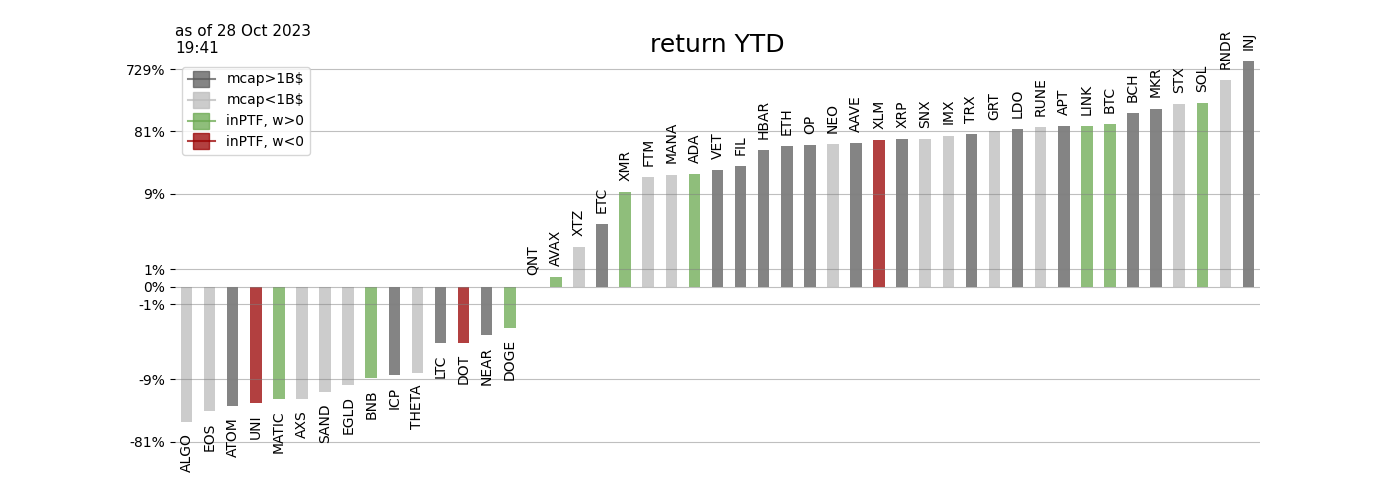 as of 28 Oct 2023
19:41
return YTD
729%
81%
9%
1%
0%
-1%
-9%
-81%
mcap>1B$
mcap<1B$
inPTF, w>0
inPTF, w<0
ALGO
EOS
ATOM
UNI
MATIC
AXS
SAND
EGLD
BNB
ICP
THETA
LTC
DOT
NEAR
DOGE
QNT
AVAX
XTZ
ETC
XMR
FTM
MANA
ADA
VET
FIL
HBAR
ETH
OP
NEO
AAVE
XLM
XRP
SNX
IMX
TRX
GRT
LDO
RUNE
APT
LINK
BTC
BCH
MKR
STX
SOL
RNDR
INJ